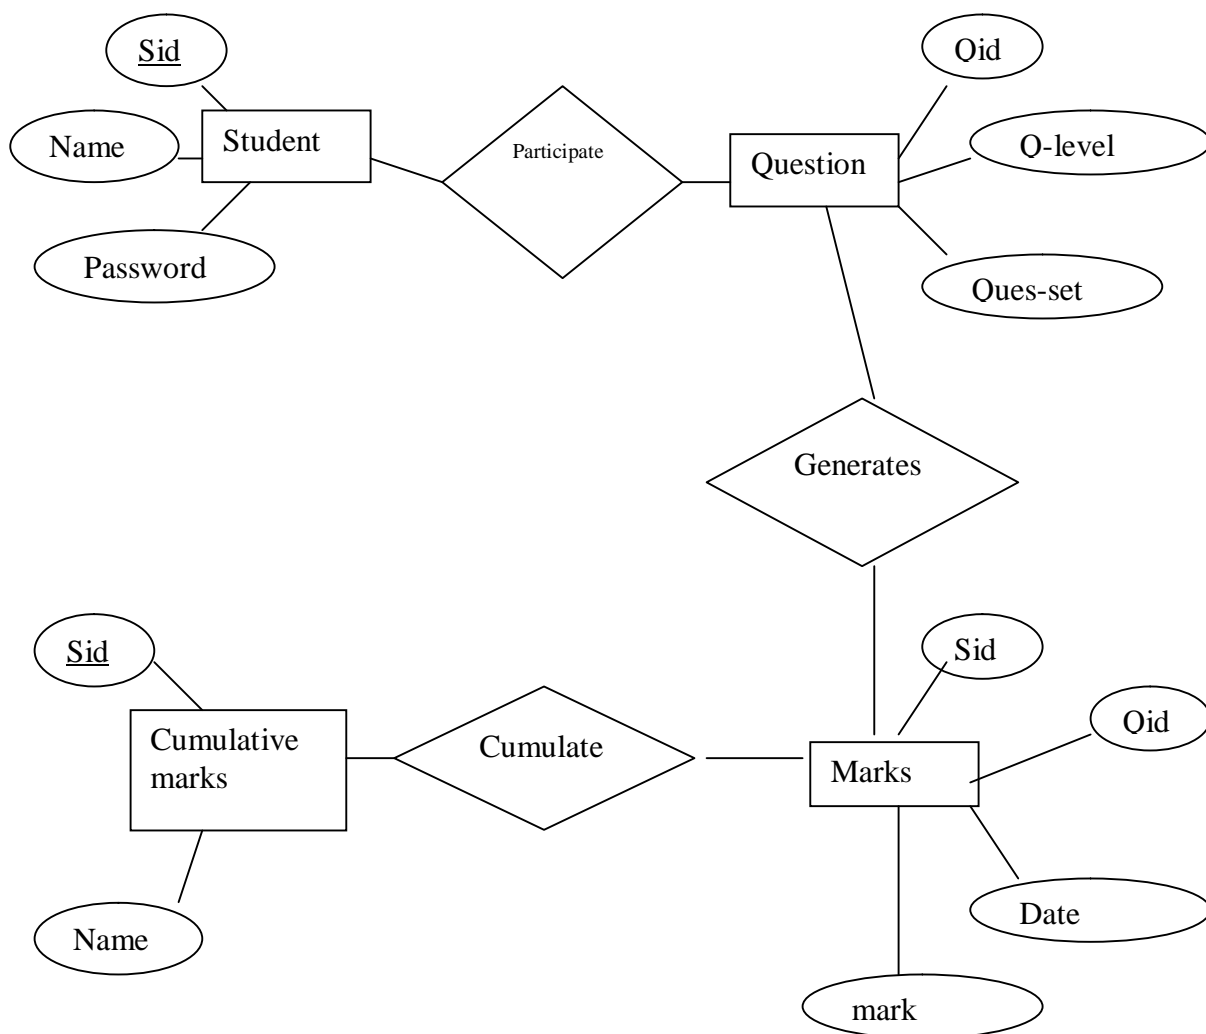 Sid
Qid
Name
Student
Participate
Question
Q-level
Password
Ques-set
Generates
Sid
Sid
Qid
Cumulative
marks
Cumulate
Marks
Name
Date
mark